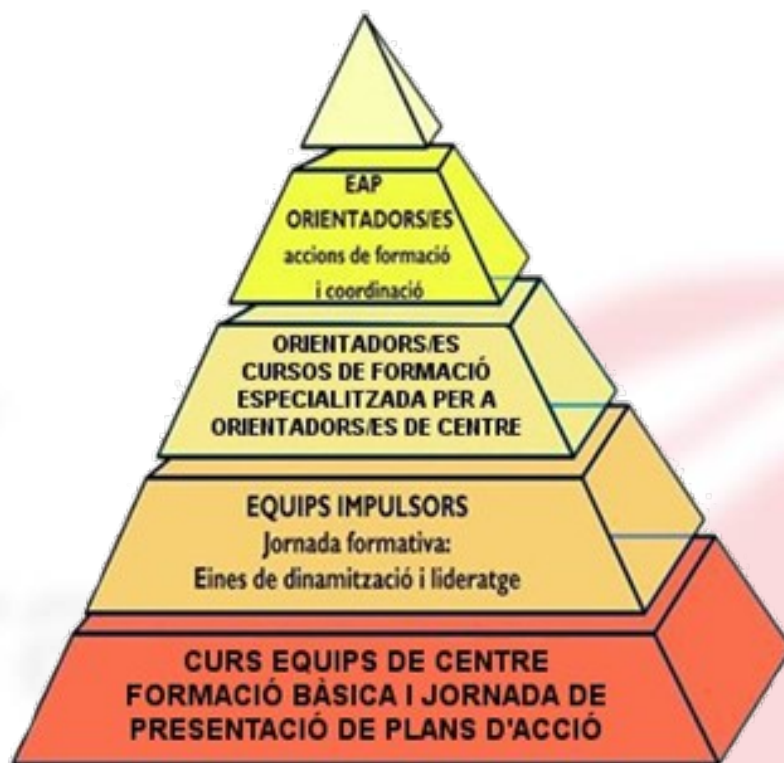 EAP
ORIENTADORS/ES
accions de formació
i coordinació
ORIENTADORS/ES
CURSOS DE FORMACIÓ
ESPECIALITZADA PER A
ORIENTADORS/ES DE CENTRE
EQUIPS IMPULSORS
Jornada formativa:
Eines de dinamització i lideratge
CURS EQUIPS DE CENTRE
FORMACIÓ BÀSICA I JORNADA DE
PRESENTACIÓ DE PLANS D'ACCIÓ